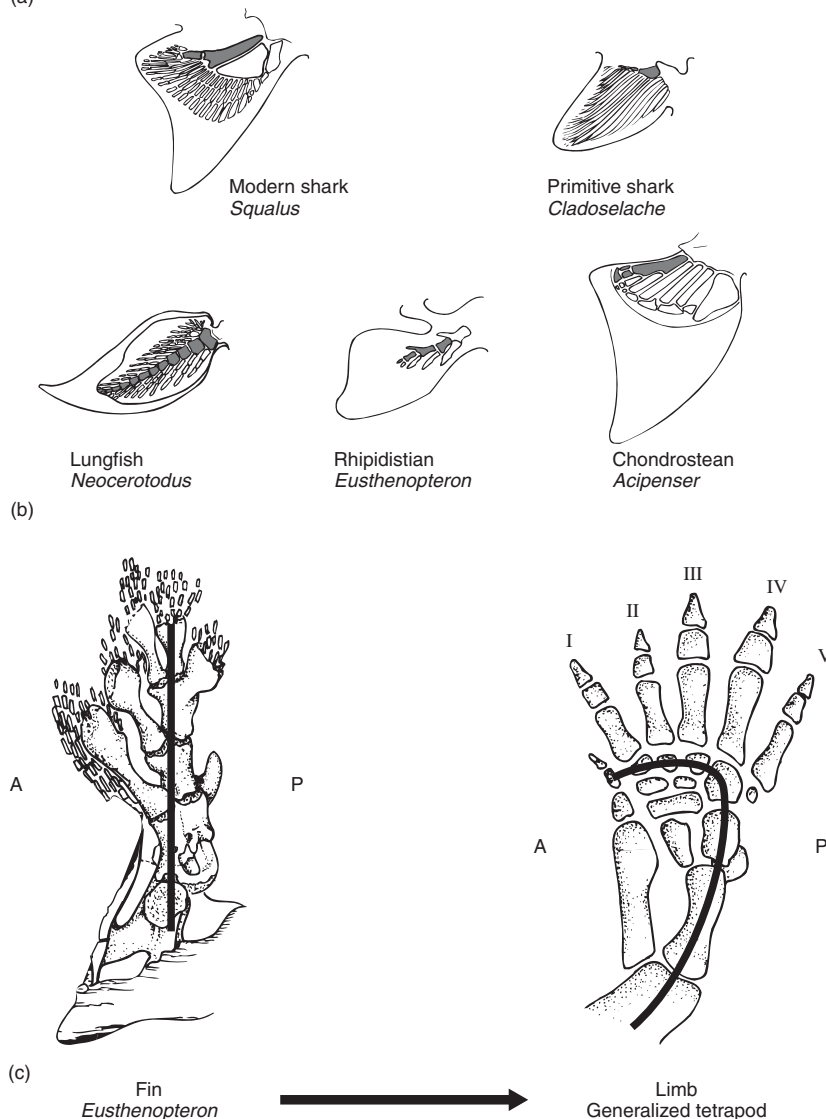 (a)
Modern shark
Squalus
Primitive shark
Cladoselache
Lungfish
Neocerotodus
Rhipidistian
Eusthenopteron
Chondrostean
Acipenser
(b)
I
II
III
IV
V
A
P
A
P
(c)
Fin
Eusthenopteron
Limb
Generalized tetrapod